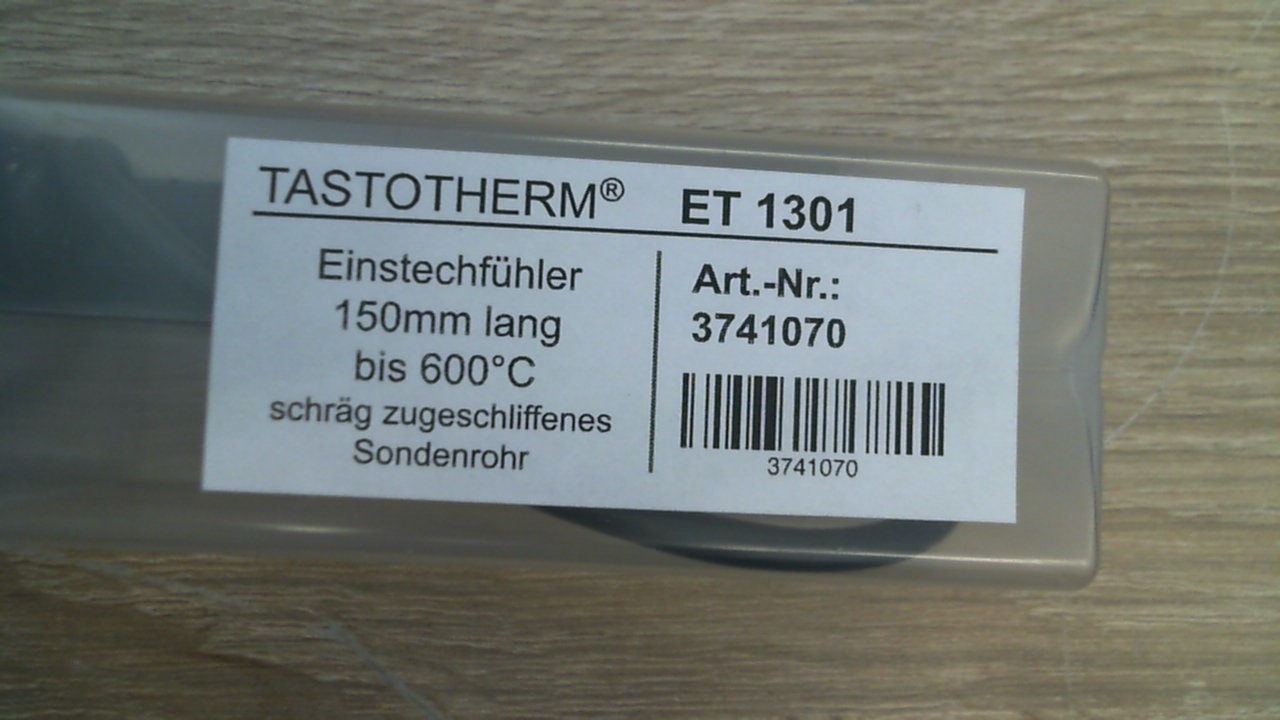 TASTOTHERM® ET 1301
Einstechfühler
150mm lang
bis 600°C
schräg zugeschliffenes
Sondenrohr
Art.-Nr.:
3741070
3741070